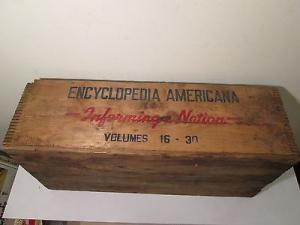 ENCYCLOPEDIA AMERICANA
Informing a Nation
VOLUMES 16 - 30